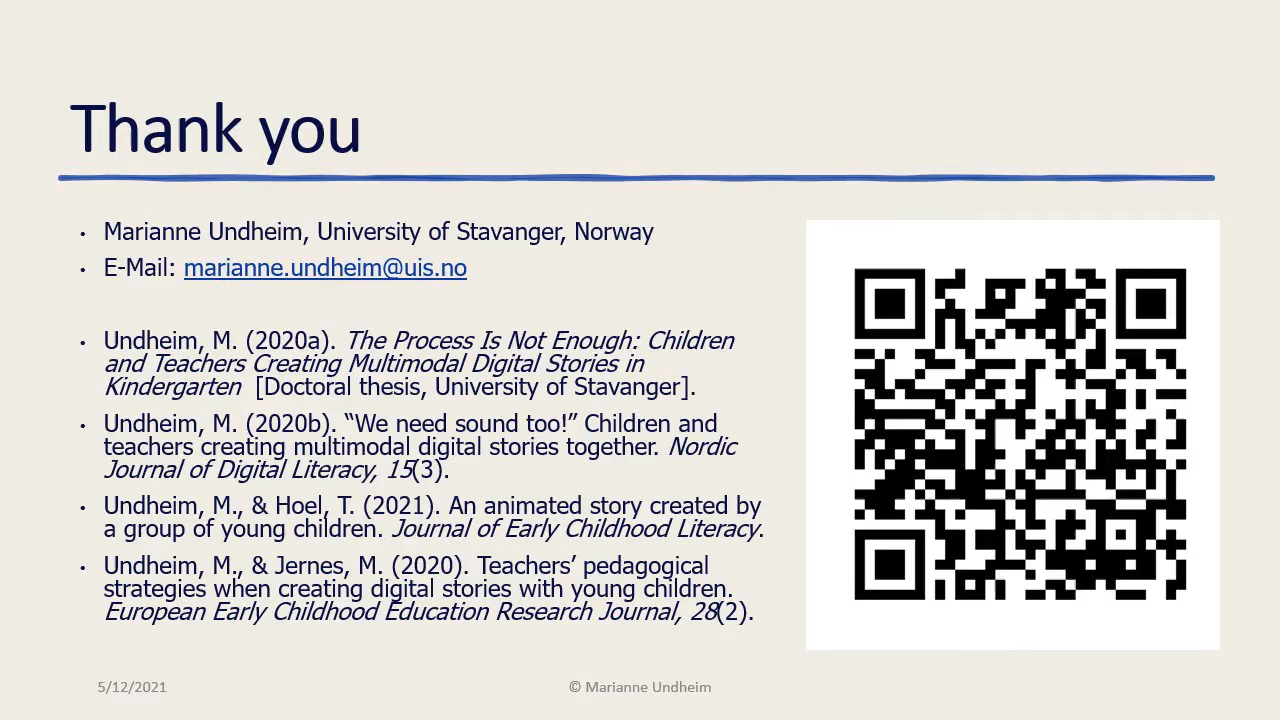 Thank you
• Marianne Undheim, University of Stavanger, Norway
• E-Mail: marianne.undheim@uis.no
• Undheim, M. (2020a). The Process Is Not Enough: Children
and Teachers Creating Multimodal Digital Stories in
Kindergarten [Doctoral thesis, University of Stavanger].
• Undheim, M. (2020b). “We need sound too!” Children and
teachers creating multimodal digital stories together. Nordic
Journal of Digital Literacy, 15(3).
• Undheim, M., & Hoel, T. (2021). An animated story created by
a group of young children. Journal of Early Childhood Literacy.
• Undheim, M., & Jernes, M. (2020). Teachers’ pedagogical
strategies when creating digital stories with young children.
European Early Childhood Education Research Journal, 28(2).
5/12/2021
© Marianne Undheim